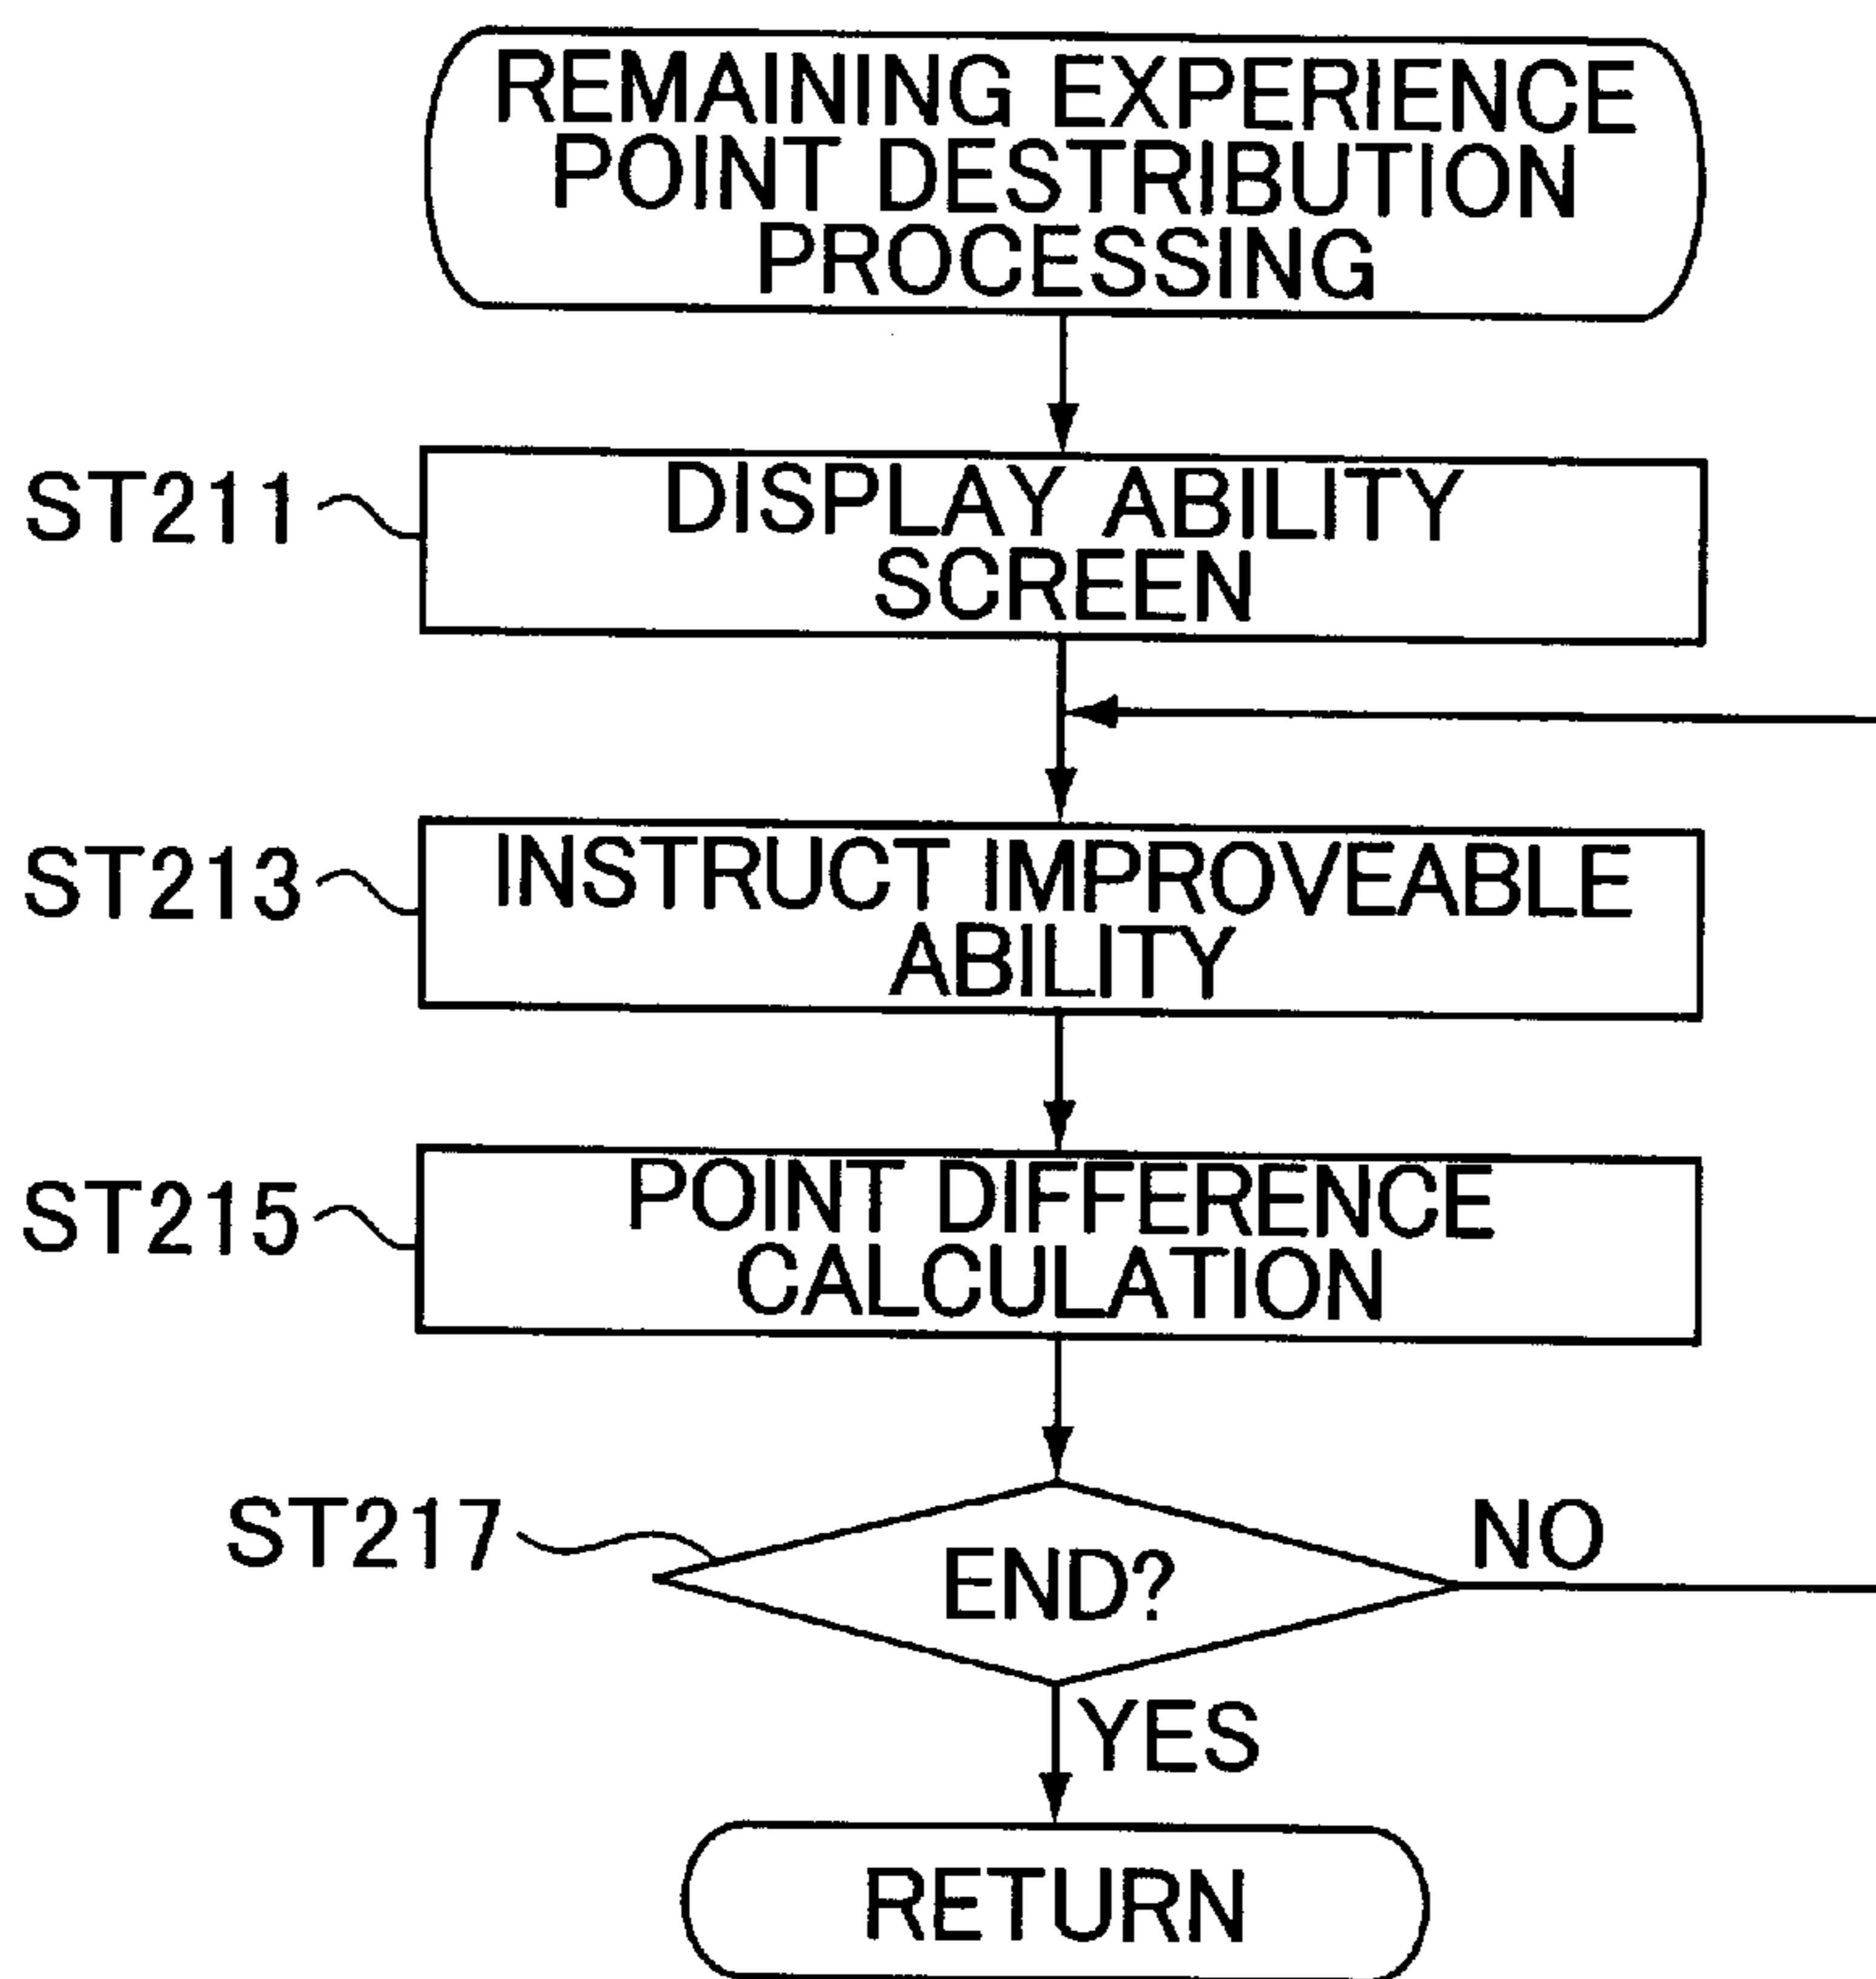 REMAINING EXPERIENCE
POINT DESTRIBUTION
PROCESSING
ST211
DISPLAY ABILITY
SCREEN
ST213
INSTRUCT IMPROVEABLE
ABILITY
ST215
POINT DIFFERENCE
CALCULATION
ST217
END?
NO
YES
RETURN